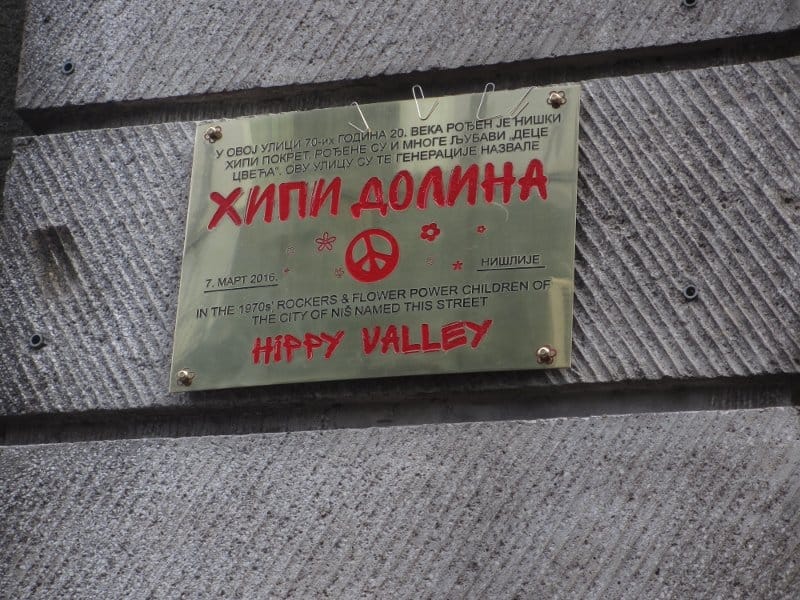 У ОВОЈ УЛИЦИ 70-их ГОДИНА 20. ВЕКА РОЂЕН ЈЕ НИШКИ
ХИПИ ПОКРЕТ. РОЂЕНЕ СУ И МНОГЕ ЉУБАВИ „ДЕЦЕ
ЦВЕЋА“. ОВУ УЛИЦУ СУ ТЕ ГЕНЕРАЦИЈЕ НАЗВАЛЕ
ХИПИ ДОЛИНА
7. МАРТ 2016.
НИШЛИЈЕ
IN THE 1970s' ROCKERS & FLOWER POWER CHILDREN OF
THE CITY OF NIŠ NAMED THIS STREET
HIPPY VALLEY